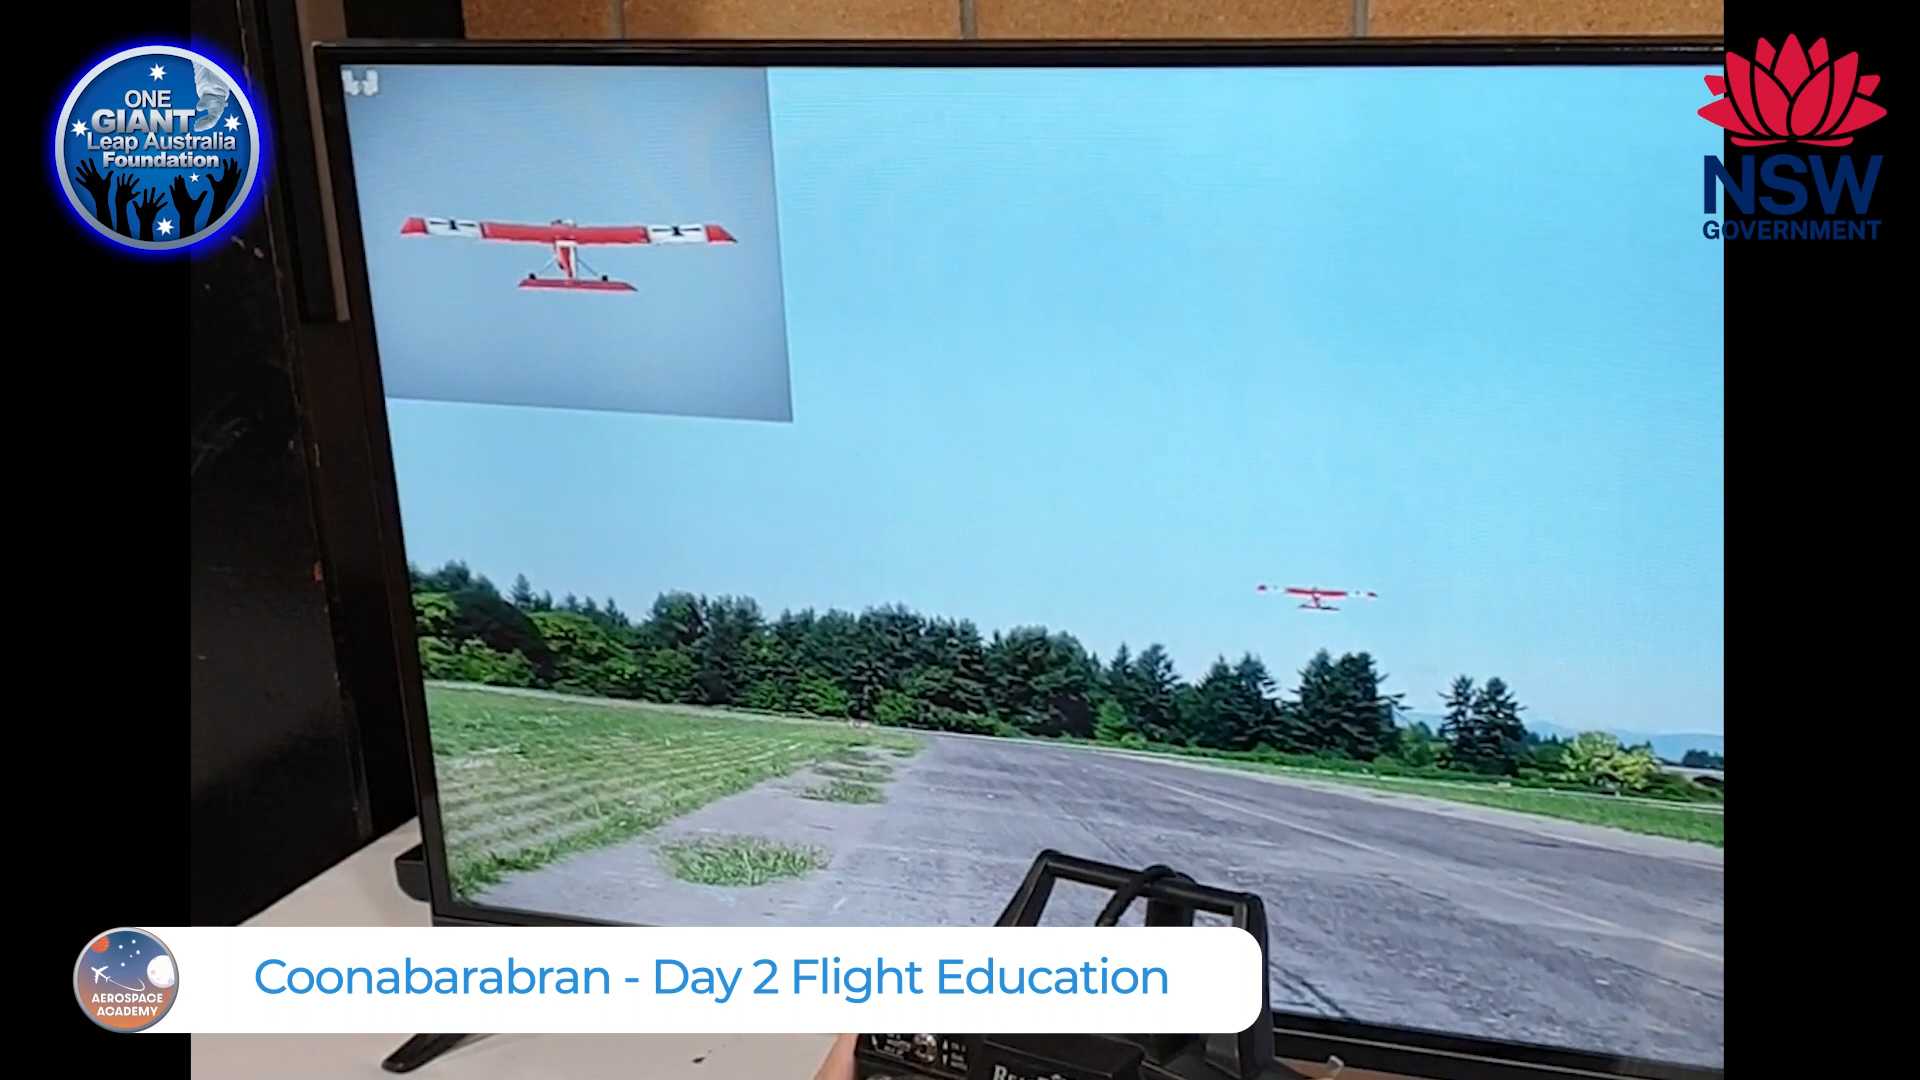 ONE
GIANT
Leap Australia
Foundation
NSW
GOVERNMENT
AEROSPACE
ACADEMY
Coonabarabran - Day 2 Flight Education